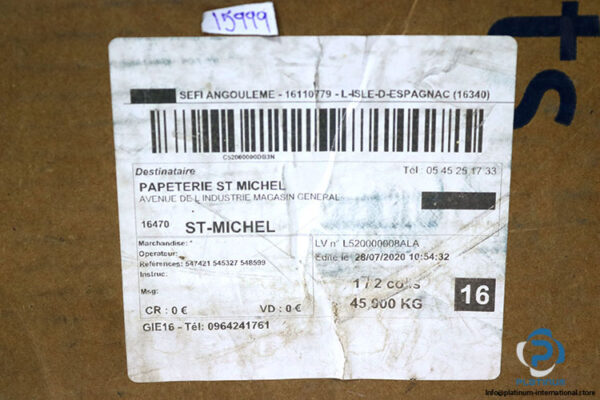 15999
st
SEFI ANGOULEME - 16110779 - L-ISLE-D-ESPAGNAC (16340)
C52060000DB3N
Destinataire
Tel : 05 45 25 17 33
PAPETERIE ST MICHEL
AVENUE DE L INDUSTRIE MAGASIN GENERAL
16470 ST-MICHEL
Marchandise: *
LV n° L520000008ALA
Operateur:
Edité le 28/07/2020 10:54:32
References: 547421 545327 548599
Instruc:
Msg:
1 / 2 colis
16
45,900 KG
CR : 0 € VD : 0 €
GIE16 - Tél: 0964241761
info@platinum-international.store